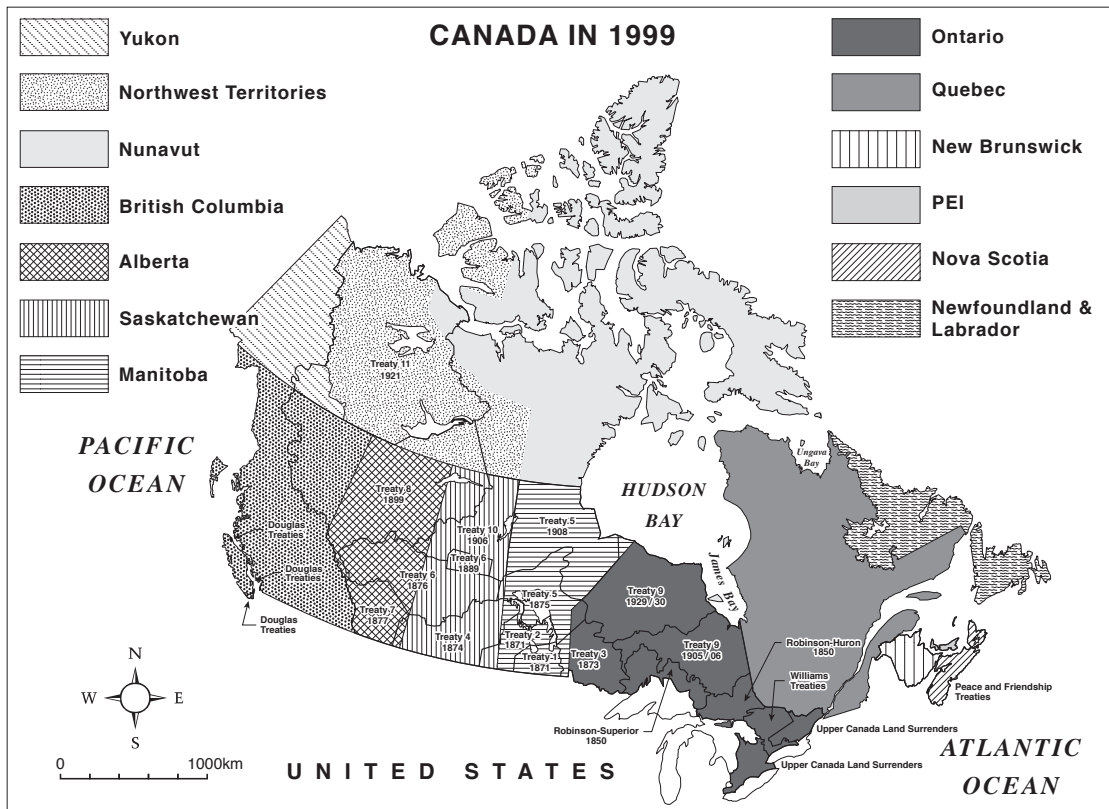 CANADA IN 1999
Yukon
Northwest Territories
Nunavut
British Columbia
Alberta
Saskatchewan
Manitoba
Ontario
Quebec
New Brunswick
PEI
Nova Scotia
Newfoundland &
Labrador
PACIFIC
OCEAN
Treaty 11
1921
Ungava
Bay
HUDSON
BAY
James Bay
Treaty 8
1899
Treaty 10
1906
Treaty 5
1908
Douglas
Treaties
Douglas
Treaties
Douglas
Treaties
Treaty 6
1876
Treaty 6
1889
Treaty 7
1877
Treaty 4
1874
Treaty 5
1875
Treaty 2
1871
Treaty 1
1871
Treaty 3
1873
Treaty 9
1929 / 30
Treaty 9
1905 / 06
Robinson-Huron
1850
Williams
Treaties
Robinson-Superior
1850
Peace and Friendship
Treaties
Upper Canada Land Surrenders
Upper Canada Land Surrenders
N
W
E
S
0
1000km
UNITED STATES
ATLANTIC
OCEAN